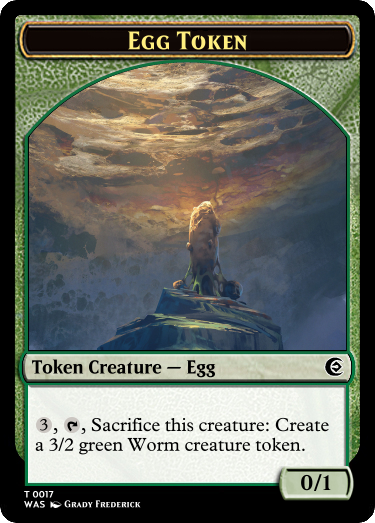 EGG TOKEN
Token Creature — Egg
3, T, Sacrifice this creature: Create
a 3/2 green Worm creature token.
0/1
T 0017
WAS GRADY FREDERICK